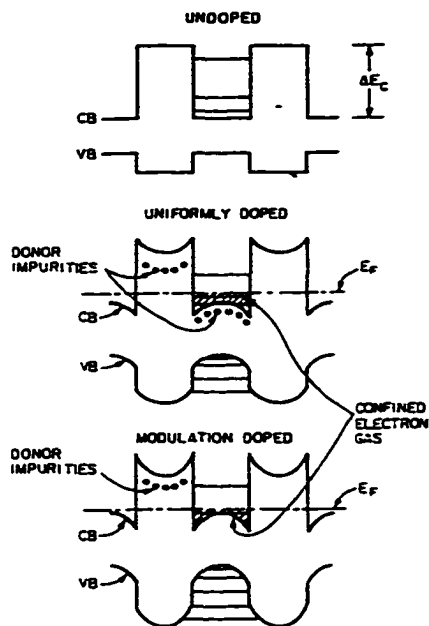 UNDOPED
ΔE_C
CB
VB
UNIFORMLY DOPED
DONOR
IMPURITIES
E_F
CB
VB
CONFINED
ELECTRON
GAS
MODULATION DOPED
DONOR
IMPURITIES
E_F
CB
VB